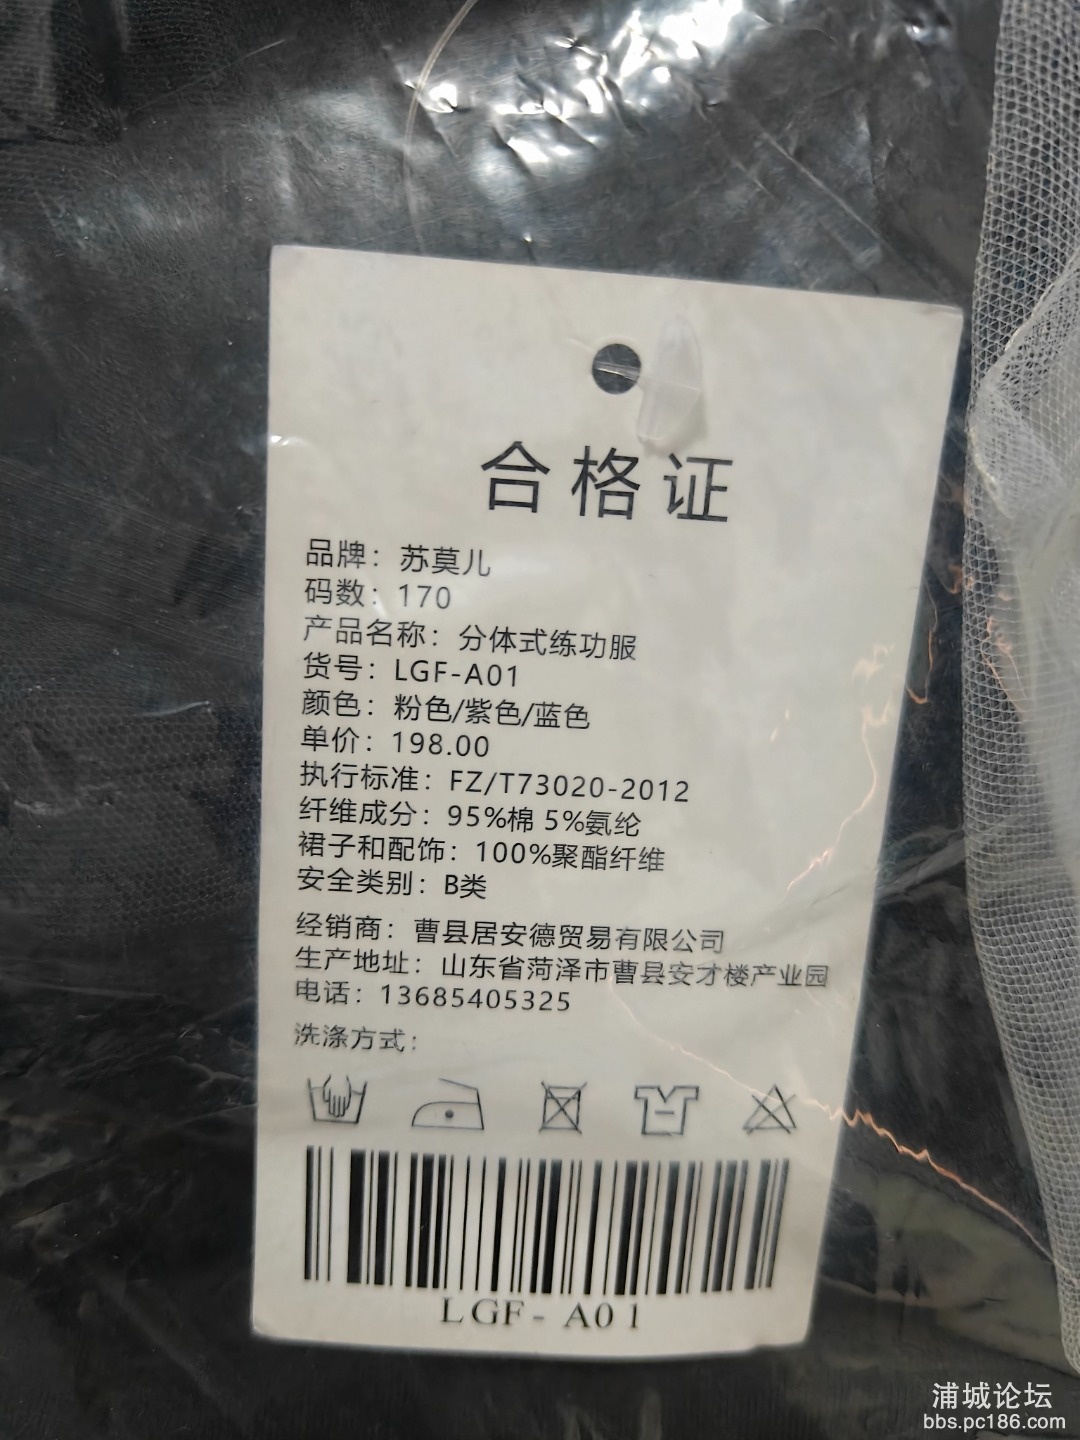 合格证
品牌：苏莫儿
码数：170
产品名称：分体式练功服
货号：LGF-A01
颜色：粉色/紫色/蓝色
单价：198.00
执行标准：FZ/T73020-2012
纤维成分：95%棉 5%氨纶
裙子和配饰：100%聚酯纤维
安全类别：B类
经销商：曹县居安德贸易有限公司
生产地址：山东省菏泽市曹县安才楼产业园
电话：13685405325
洗涤方式：
LGF- A01
浦城论坛
bbs.pc186.com